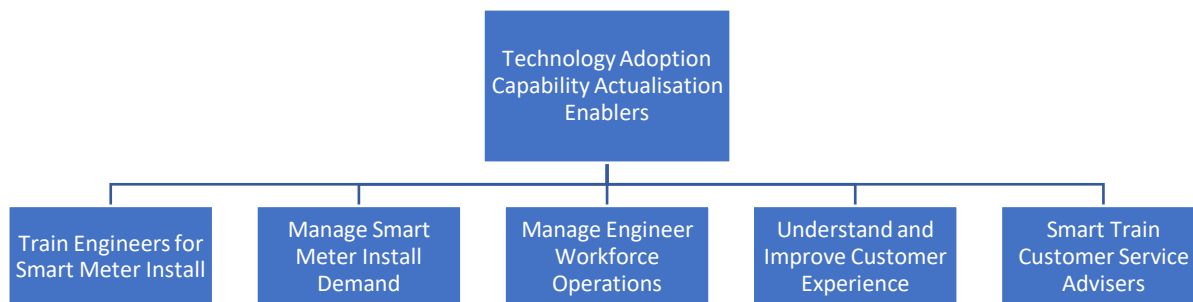 Technology Adoption
Capability Actualisation
Enablers
Train Engineers for
Smart Meter Install
Manage Smart
Meter Install
Demand
Manage Engineer
Workforce
Operations
Understand and
Improve Customer
Experience
Smart Train
Customer Service
Advisers